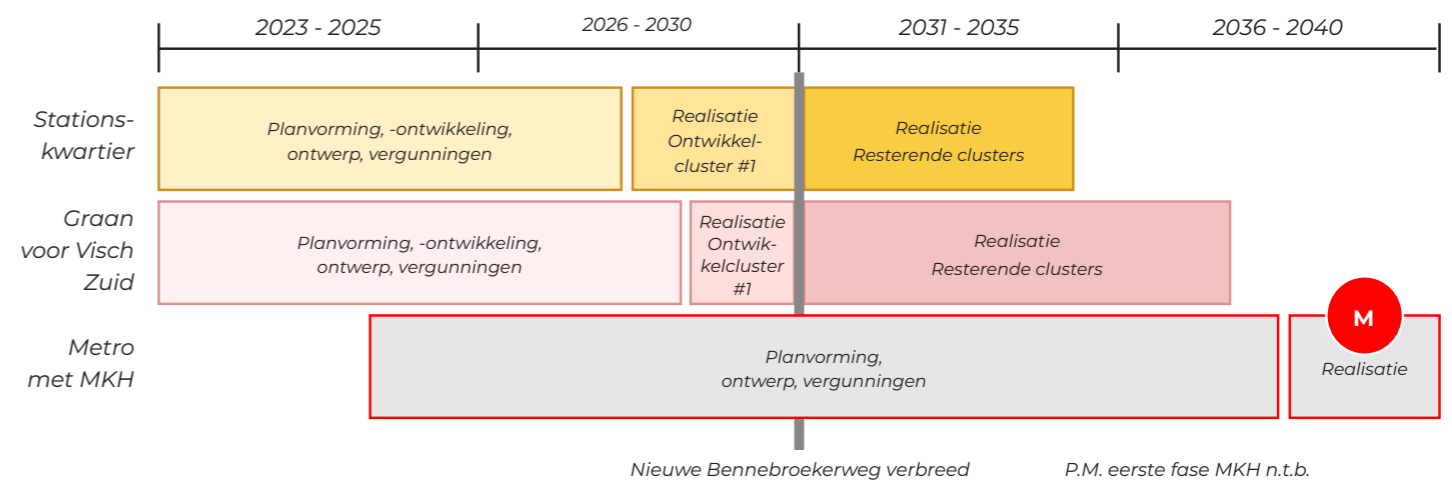 2023 - 2025
2026 - 2030
2031 - 2035
2036 - 2040
Stations-
kwartier
Planvorming, -ontwikkeling,
ontwerp, vergunningen
Realisatie
Ontwikkel-
cluster #1
Realisatie
Resterende clusters
Graan
voor Visch
Zuid
Planvorming, -ontwikkeling,
ontwerp, vergunningen
Realisatie
Ontwik-
kelcluster
#1
Realisatie
Resterende clusters
Metro
met MKH
Planvorming,
ontwerp, vergunningen
M
Realisatie
Nieuwe Bennebroekerweg verbreed
P.M. eerste fase MKH n.t.b.